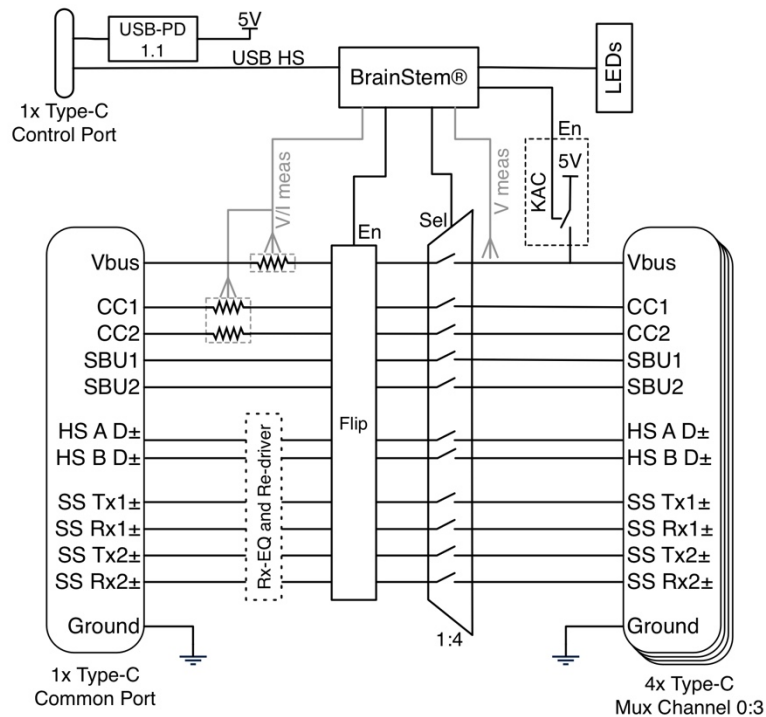 USB-PD
1.1
5V
USB HS
BrainStem®
LEDs
1x Type-C
Control Port
V/I meas
V meas
En
KAC
5V
En
Sel
Vbus
CC1
CC2
SBU1
SBU2
HS A D±
HS B D±
SS Tx1±
SS Rx1±
SS Tx2±
SS Rx2±
Ground
Rx-EQ and Re-driver
Flip
1:4
Vbus
CC1
CC2
SBU1
SBU2
HS A D±
HS B D±
SS Tx1±
SS Rx1±
SS Tx2±
SS Rx2±
Ground
1x Type-C
Common Port
4x Type-C
Mux Channel 0:3